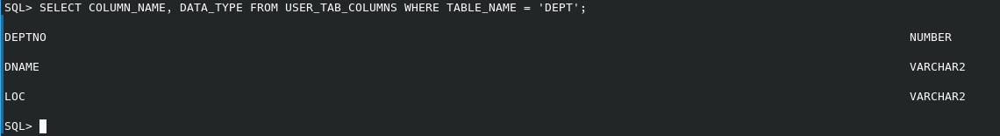 SQL> SELECT COLUMN_NAME, DATA_TYPE FROM USER_TAB_COLUMNS WHERE TABLE_NAME = 'DEPT';
DEPTNO NUMBER
DNAME VARCHAR2
LOC VARCHAR2
SQL>